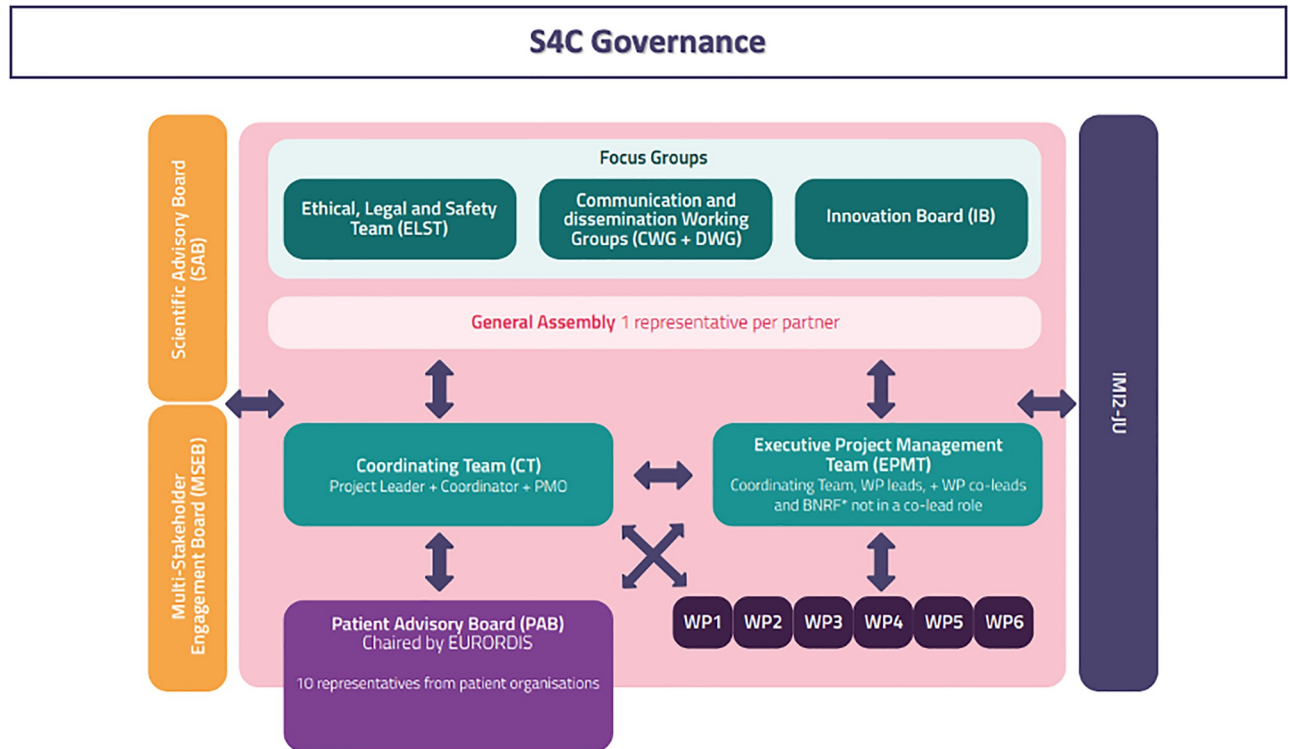 S4C Governance
Scientific Advisory Board
(SAB)
Multi-Stakeholder
Engagement Board (MSEB)
Focus Groups
Ethical, Legal and Safety
Team (ELST)
Communication and
dissemination Working
Groups (CWG + DWG)
Innovation Board (IB)
General Assembly 1 representative per partner
Coordinating Team (CT)
Project Leader + Coordinator + PMO
Executive Project Management
Team (EPMT)
Coordinating Team, WP leads, + WP co-leads
and BNRF* not in a co-lead role
Patient Advisory Board (PAB)
Chaired by EURORDIS
10 representatives from patient organisations
WP1 WP2 WP3 WP4 WP5 WP6
IMI2-JU